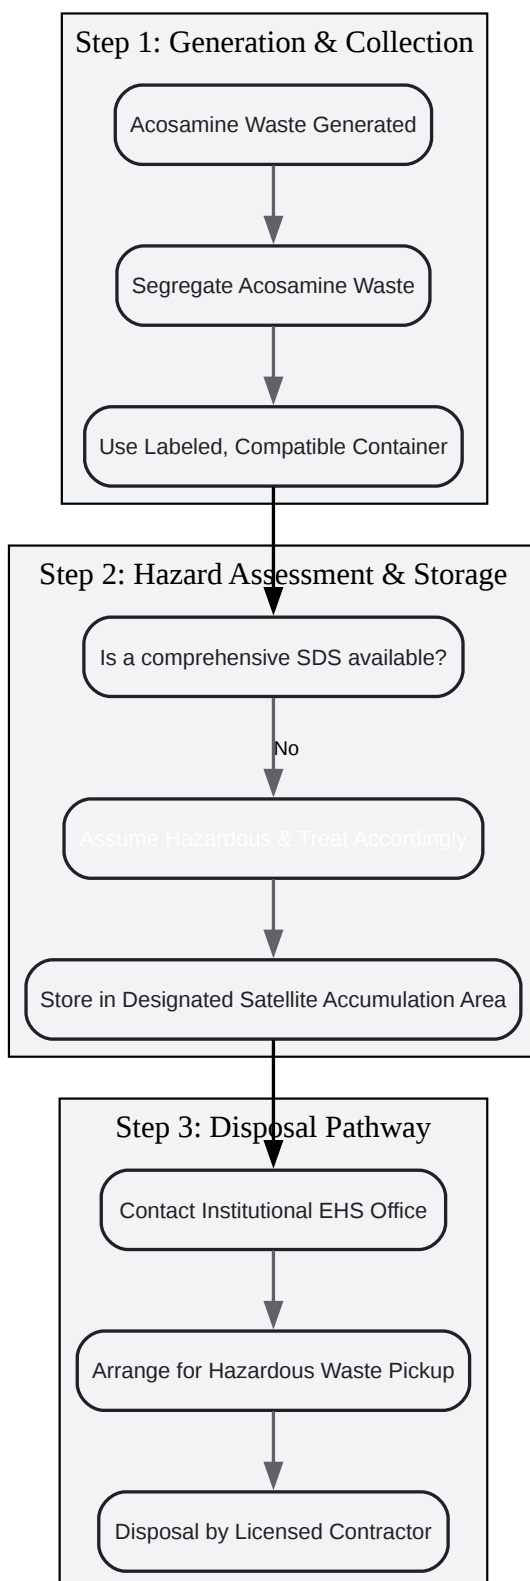 Step 1: Generation & Collection
Acosamine Waste Generated
Segregate Acosamine Waste
Use Labeled, Compatible Container
Step 2: Hazard Assessment & Storage
Is a comprehensive SDS available?
No
Assume Hazardous & Treat Accordingly
Store in Designated Satellite Accumulation Area
Step 3: Disposal Pathway
Contact Institutional EHS Office
Arrange for Hazardous Waste Pickup
Disposal by Licensed Contractor